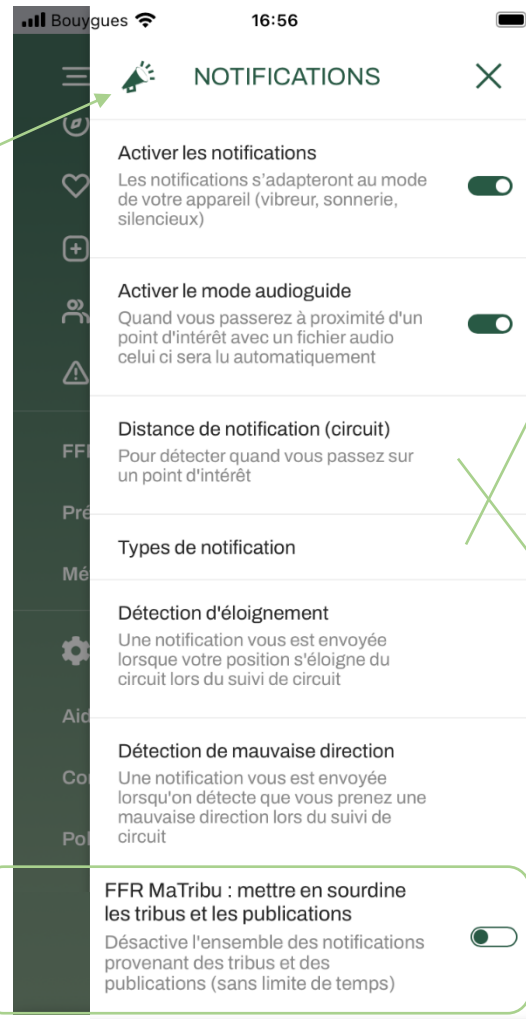 Bouygues 16:56
NOTIFICATIONS
Activer les notifications
Les notifications s'adapteront au mode
de votre appareil (vibreur, sonnerie,
silencieux)
Activer le mode audioguide
Quand vous passerez à proximité d'un
point d'intérêt avec un fichier audio
celui ci sera lu automatiquement
Distance de notification (circuit)
Pour détecter quand vous passez sur
un point d'intérêt
FFR
Pré
Types de notification
Mé
Détection d'éloignement
Une notification vous est envoyée
lorsque votre position s'éloigne du
circuit lors du suivi de circuit
Aid
Détection de mauvaise direction
Une notification vous est envoyée
lorsqu'on détecte que vous prenez une
mauvaise direction lors du suivi de
circuit
Co
Pol
FFR MaTribu : mettre en sourdine
les tribus et les publications
Désactive l'ensemble des notifications
provenant des tribus et des
publications (sans limite de temps)